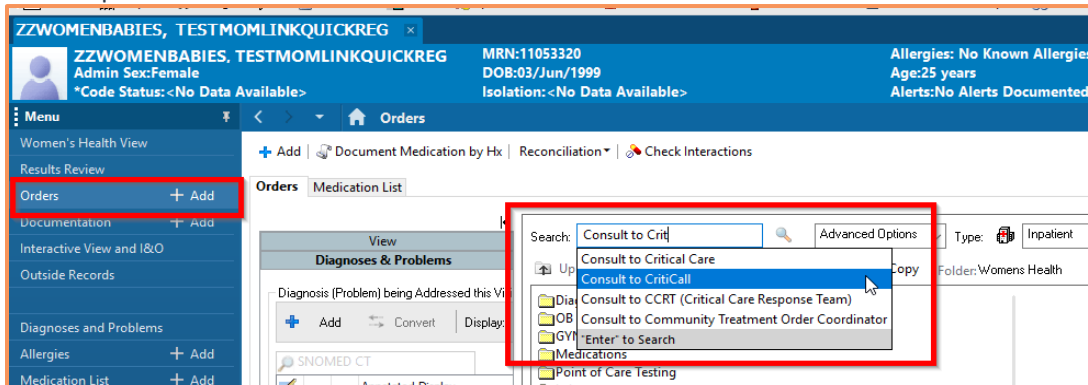 ZZWOMENBABIES, TESTMOMLINKQUICKREG ×
ZZWOMENBABIES, TESTMOMLINKQUICKREG
Admin Sex:Female
*Code Status:<No Data Available>
MRN:11053320
DOB:03/Jun/1999
Isolation:<No Data Available>
Allergies: No Known Allergies
Age:25 years
Alerts:No Alerts Documented
Menu
Orders
Women's Health View
Results Review
Orders + Add
Documentation + Add
Interactive View and I&O
Outside Records
Diagnoses and Problems
Allergies + Add
Medication List + Add
+ Add Document Medication by Hx Reconciliation Check Interactions
Orders Medication List
View
Diagnoses & Problems
Diagnosis (Problem) being Addressed this
Add Convert Display:
SNOMED CT
Search: Consult to Crit Advanced Options Type: Inpatient
Up Copy Folder: Womens Health
Consult to Critical Care
Consult to CritiCall
Consult to CCRT (Critical Care Response Team)
Consult to Community Treatment Order Coordinator
"Enter" to Search
OB
Medications
Point of Care Testing